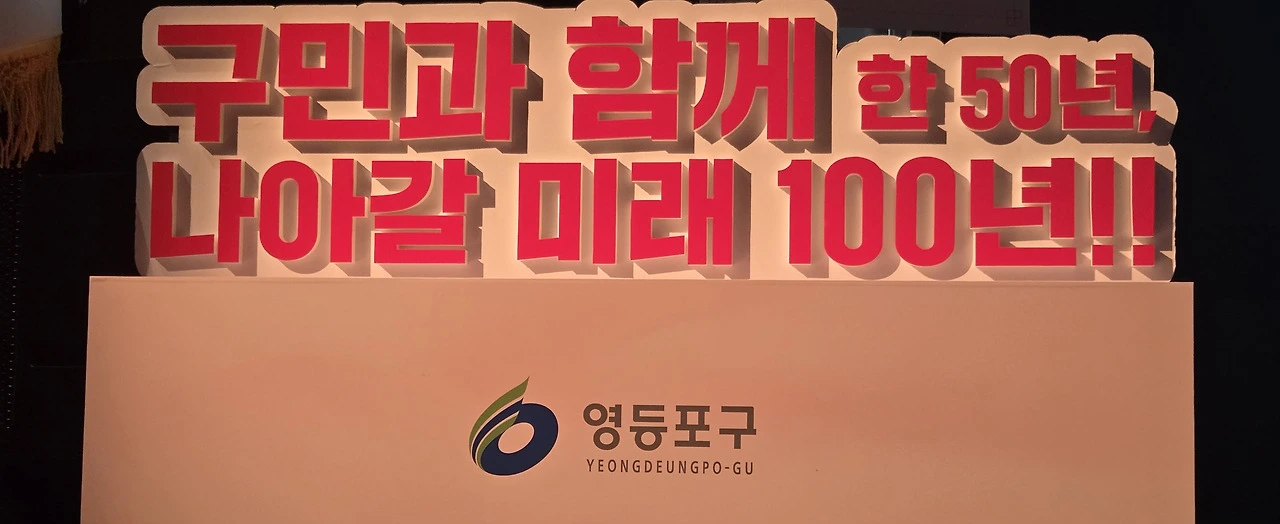 구민과 함께 한 50년,
나아갈 미래 100년!!
영등포구
YEONGDEUNGPO-GU